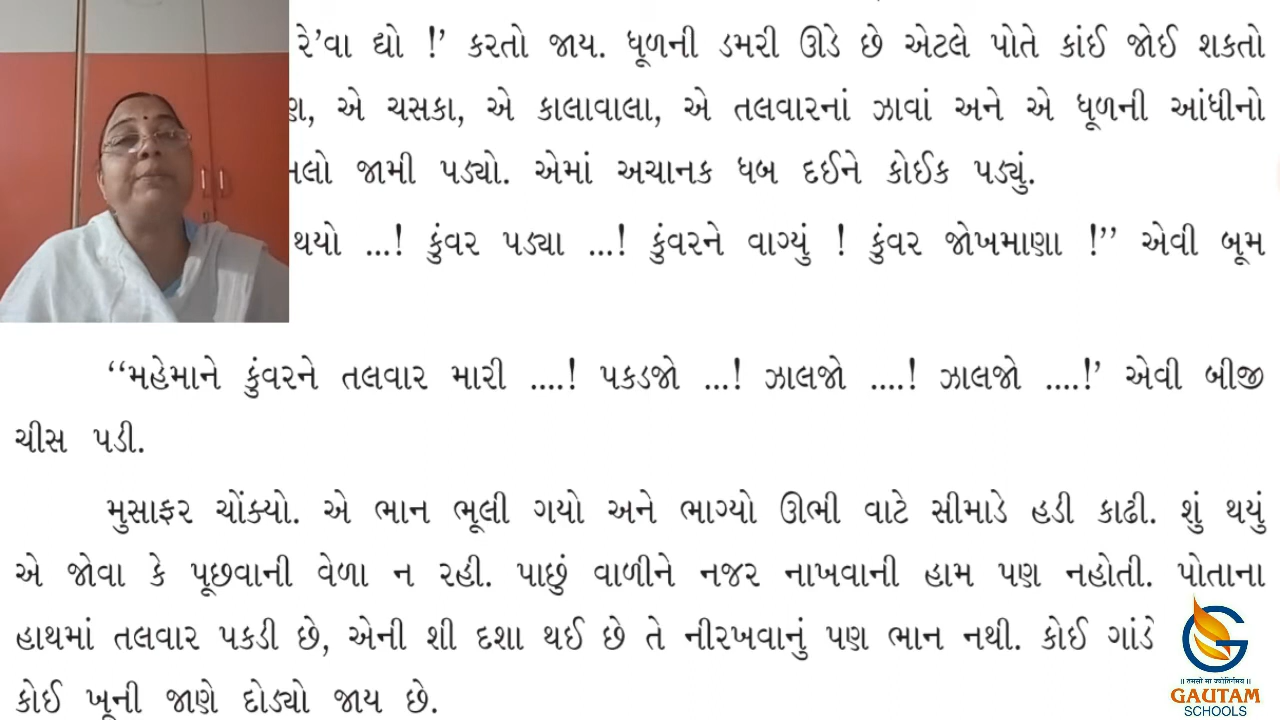 રે’વા દ્યો !’ કરતો જાય. ધૂળની ડમરી ઊડે છે એટલે પોતે કાંઈ જોઈ શકતો
એ ચસકા, એ કાલાવાલા, એ તલવારનાં ઝાવાં અને એ ધૂળની આંધીનો
જામી પડ્યો. એમાં અચાનક ધબ દઈને કોઈક પડ્યું.
થયો ...! કુંવર પડ્યા ...! કુંવરને વાગ્યું ! કુંવર જોખમાણા !’’ એવી બૂમ
‘‘મહેમાને કુંવરને તલવાર મારી ....! પકડજો ...! ઝાલજો ....! ઝાલજો ....!’ એવી બીજી
ચીસ પડી.
મુસાફર ચોંક્યો. એ ભાન ભૂલી ગયો અને ભાગ્યો ઊભી વાટે સીમાડે હડી કાઢી. શું થયું
એ જોવા કે પૂછવાની વેળા ન રહી. પાછું વાળીને નજર નાખવાની હામ પણ નહોતી. પોતાના
હાથમાં તલવાર પકડી છે, એની શી દશા થઈ છે તે નીરખવાનું પણ ભાન નથી. કોઈ ગાંડે
કોઈ ખૂની જાણે દોડ્યો જાય છે.
॥ તમસો મા જ્યોતિર્ગમય ॥
GAUTAM
SCHOOLS